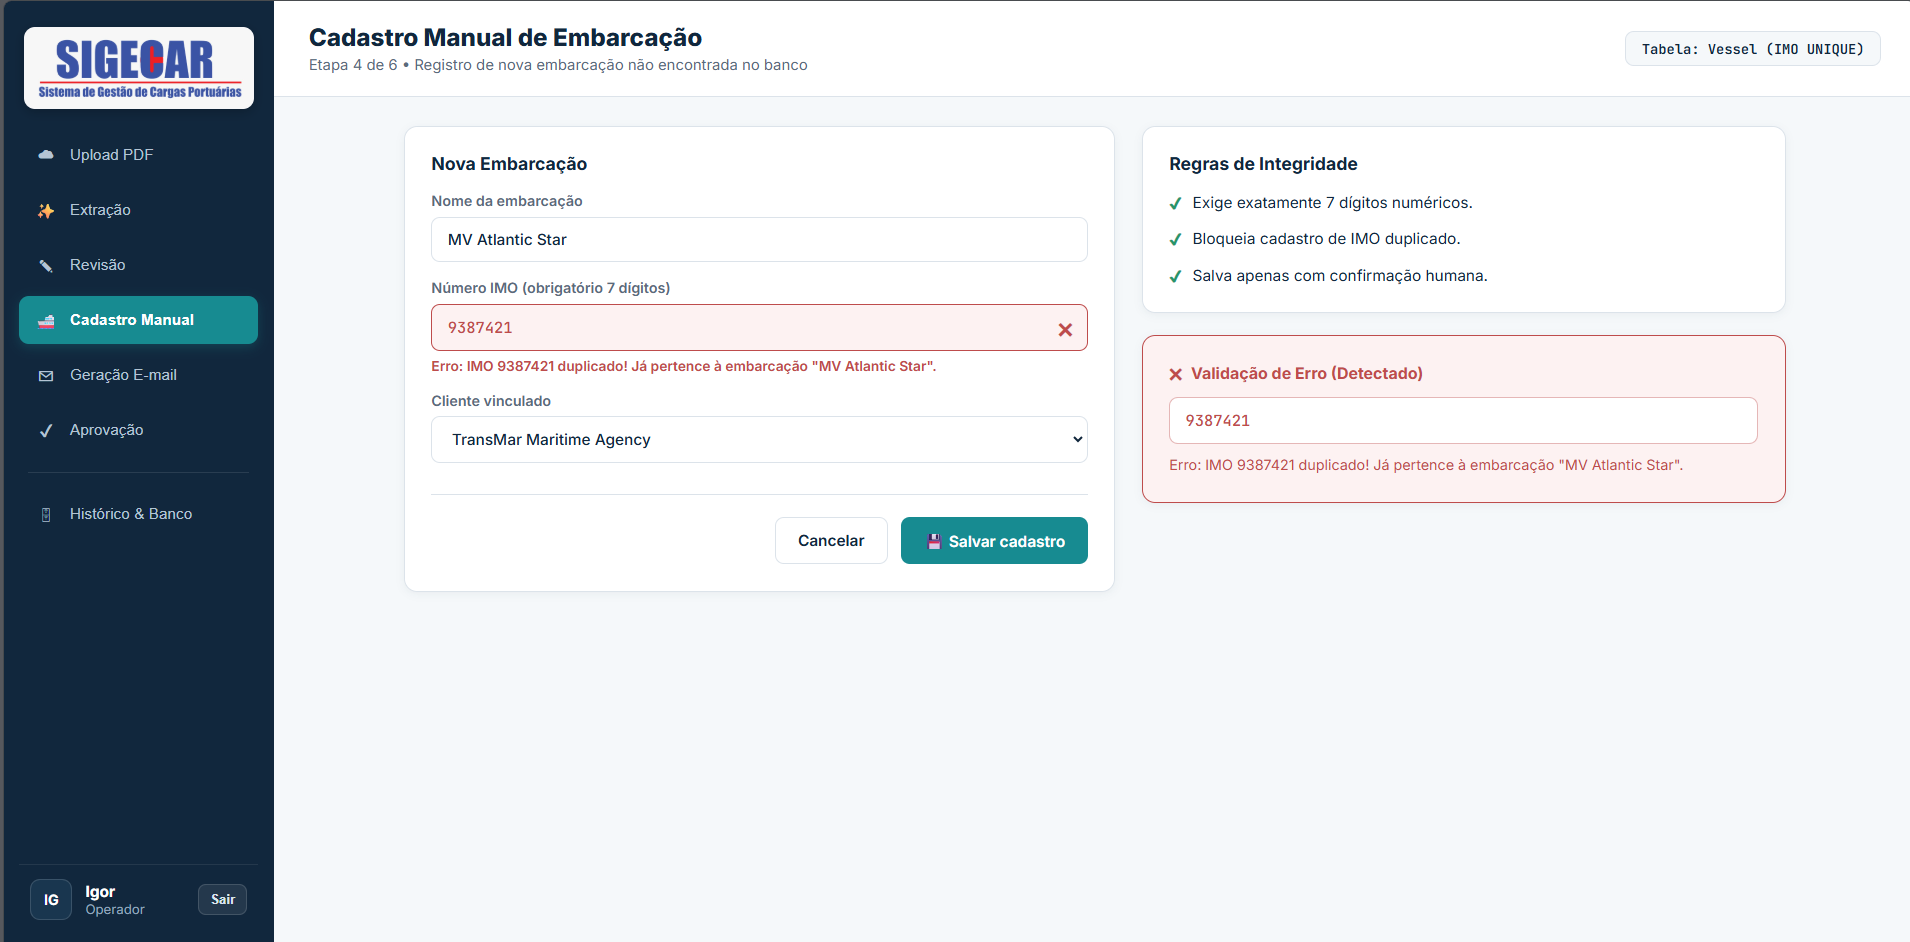 SIGECAR
Sistema de Gestão de Cargas Portuárias
Upload PDF
Extração
Revisão
Cadastro Manual
Geração E-mail
Aprovação
Histórico & Banco
IG
Igor
Operador
Sair
Cadastro Manual de Embarcação
Etapa 4 de 6 • Registro de nova embarcação não encontrada no banco
Tabela: Vessel (IMO UNIQUE)
Nova Embarcação
Nome da embarcação
MV Atlantic Star
Número IMO (obrigatório 7 dígitos)
9387421
Erro: IMO 9387421 duplicado! Já pertence à embarcação "MV Atlantic Star".
Cliente vinculado
TransMar Maritime Agency
Cancelar
Salvar cadastro
Regras de Integridade
Exige exatamente 7 dígitos numéricos.
Bloqueia cadastro de IMO duplicado.
Salva apenas com confirmação humana.
Validação de Erro (Detectado)
9387421
Erro: IMO 9387421 duplicado! Já pertence à embarcação "MV Atlantic Star".